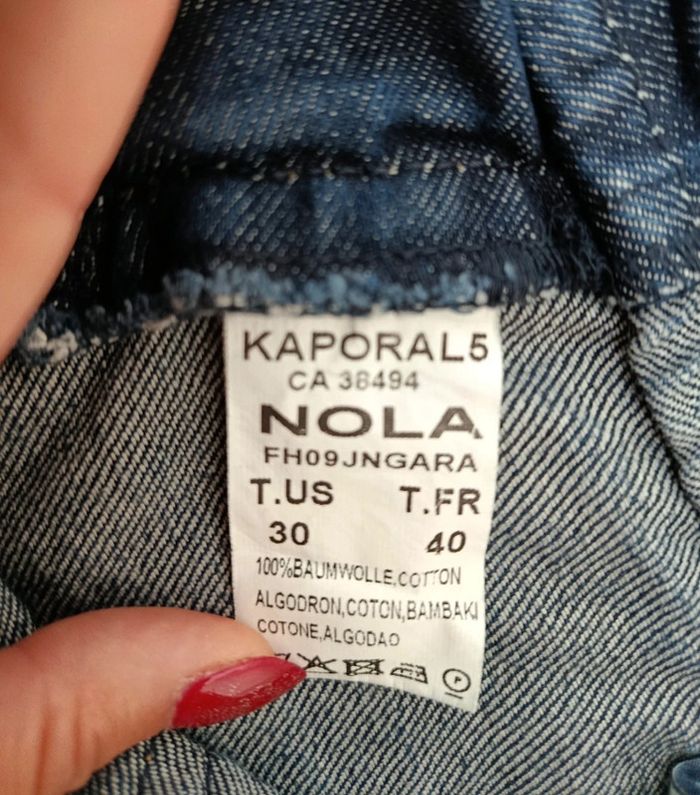 KAPORAL5
CA 38494
NOLA
FH09JNGARA
T.US T.FR
30 40
100%BAUMWOLLE,COTTON
ALGODRON,COTON,BAMBAKI
COTONE,ALGODAO
P